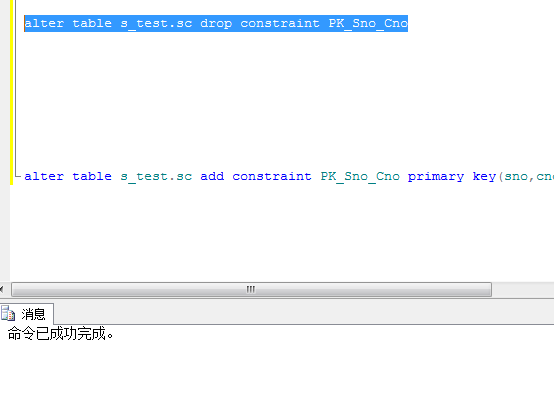 alter table s_test.sc drop constraint PK_Sno_Cno
alter table s_test.sc add constraint PK_Sno_Cno primary key(sno,cno
消息
命令已成功完成。